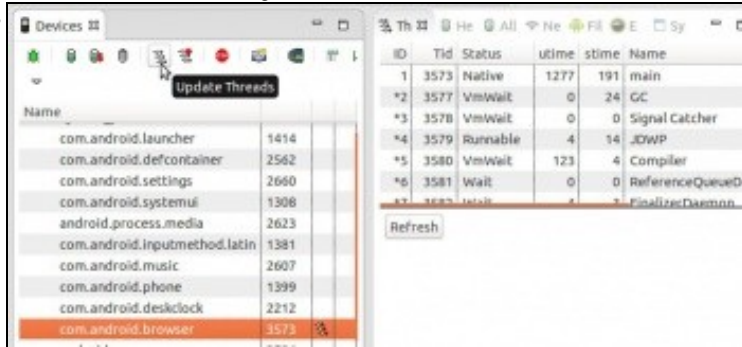 Devices
Update Threads
Name
com.android.launcher 1414
com.android.defcontainer 2562
com.android.settings 2660
com.android.systemui 1308
android.process.media 2623
com.android.inputmethod.latin 1381
com.android.music 2607
com.android.phone 1399
com.android.deskclock 2212
com.android.browser 3573
Th He All Ne Fil E Sy
ID Tid Status utime stime Name
1 3573 Native 1277 191 main
*2 3577 VmWait 0 24 GC
*3 3578 VmWait 0 0 Signal Catcher
*4 3579 Runnable 4 14 JDWP
*5 3580 VmWait 123 4 Compiler
*6 3581 Wait 0 0 ReferenceQueueD
*7 3582 Wait FinalizerDaemon
Refresh